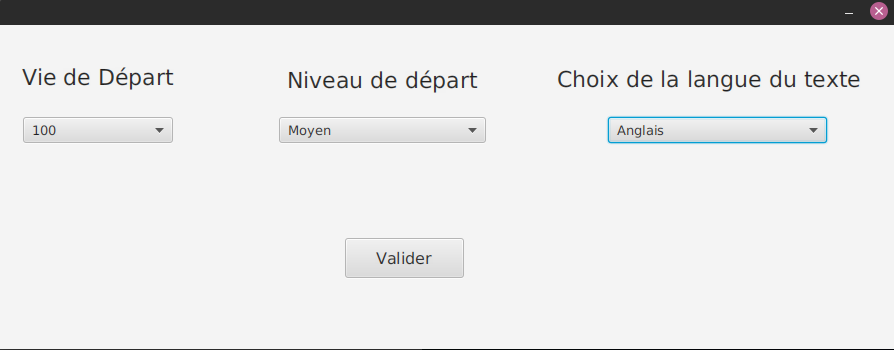 Vie de Départ
Niveau de départ
Choix de la langue du texte
100
Moyen
Anglais
Valider